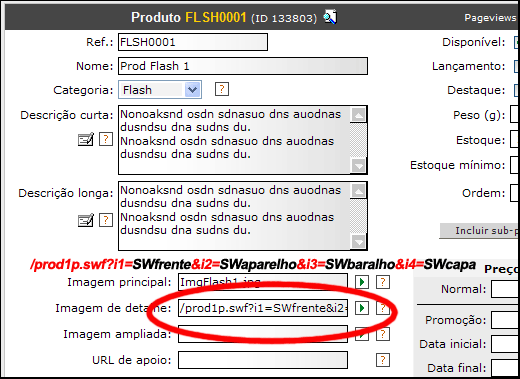 Produto FLSH0001 (ID 133803) Pageviews
Ref.: FLSH0001 Disponível:
Nome: Prod Flash 1 Lançamento:
Categoria: Flash ? Destaque:
Descrição curta: Nonoaksnd osdn sdnasuo dns auodnas Peso (g):
dusndsu dna sudns du.
? Nonoaksnd osdn sdnasuo dns auodnas Estoque:
dusndsu dna sudns du.
Estoque mínimo:
Descrição longa: Nonoaksnd osdn sdnasuo dns auodnas Ordem:
dusndsu dna sudns du.
? Nonoaksnd osdn sdnasuo dns auodnas
dusndsu dna sudns du. Incluir sub-p
/prod1p.swf?i1=SWfrente&i2=SWaparelho&i3=SWbaralho&i4=SWcapa
Preço
Imagem principal: ImgFlash1.jpg ? Normal:
Imagem de detalhe: /prod1p.swf?i1=SWfrente&i2= ?
Promoção
Imagem ampliada: ? Data inicial
URL de apoio: ? Data final